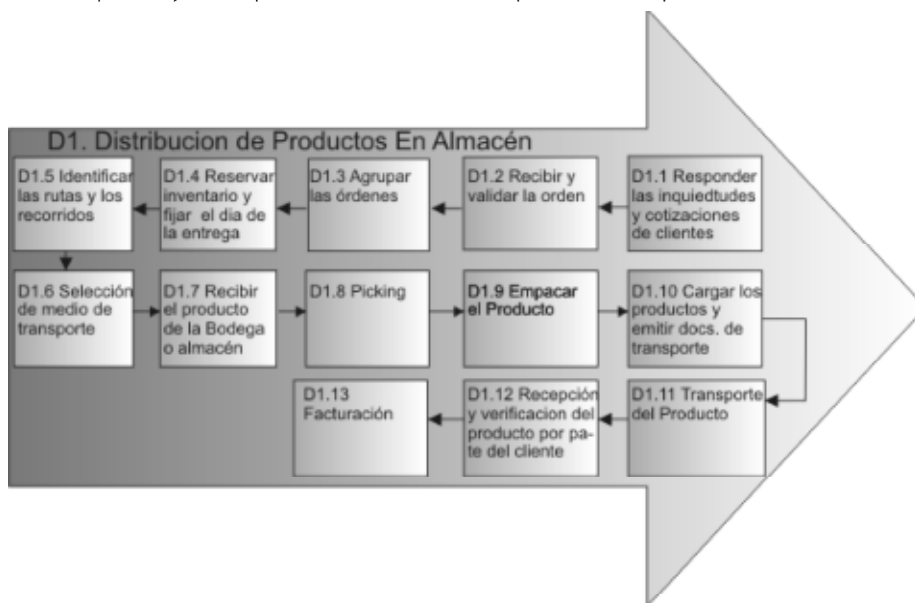 D1. Distribucion de Productos En Almacén
D1.5 Identificar
las rutas y los
recorridos
D1.4 Reservar
inventario y
fijar el dia de
la entrega
D1.3 Agrupar
las órdenes
D1.2 Recibir y
validar la orden
D1.1 Responder
las inquiedtudes
y cotizaciones
de clientes
D1.6 Selección
de medio de
transporte
D1.7 Recibir
el producto
de la Bodega
o almacén
D1.8 Picking
D1.9 Empacar
el Producto
D1.10 Cargar los
productos y
emitir docs. de
transporte
D1.13
Facturación
D1.12 Recepción
y verificacion del
producto por pa-
te del cliente
D1.11 Transporte
del Producto